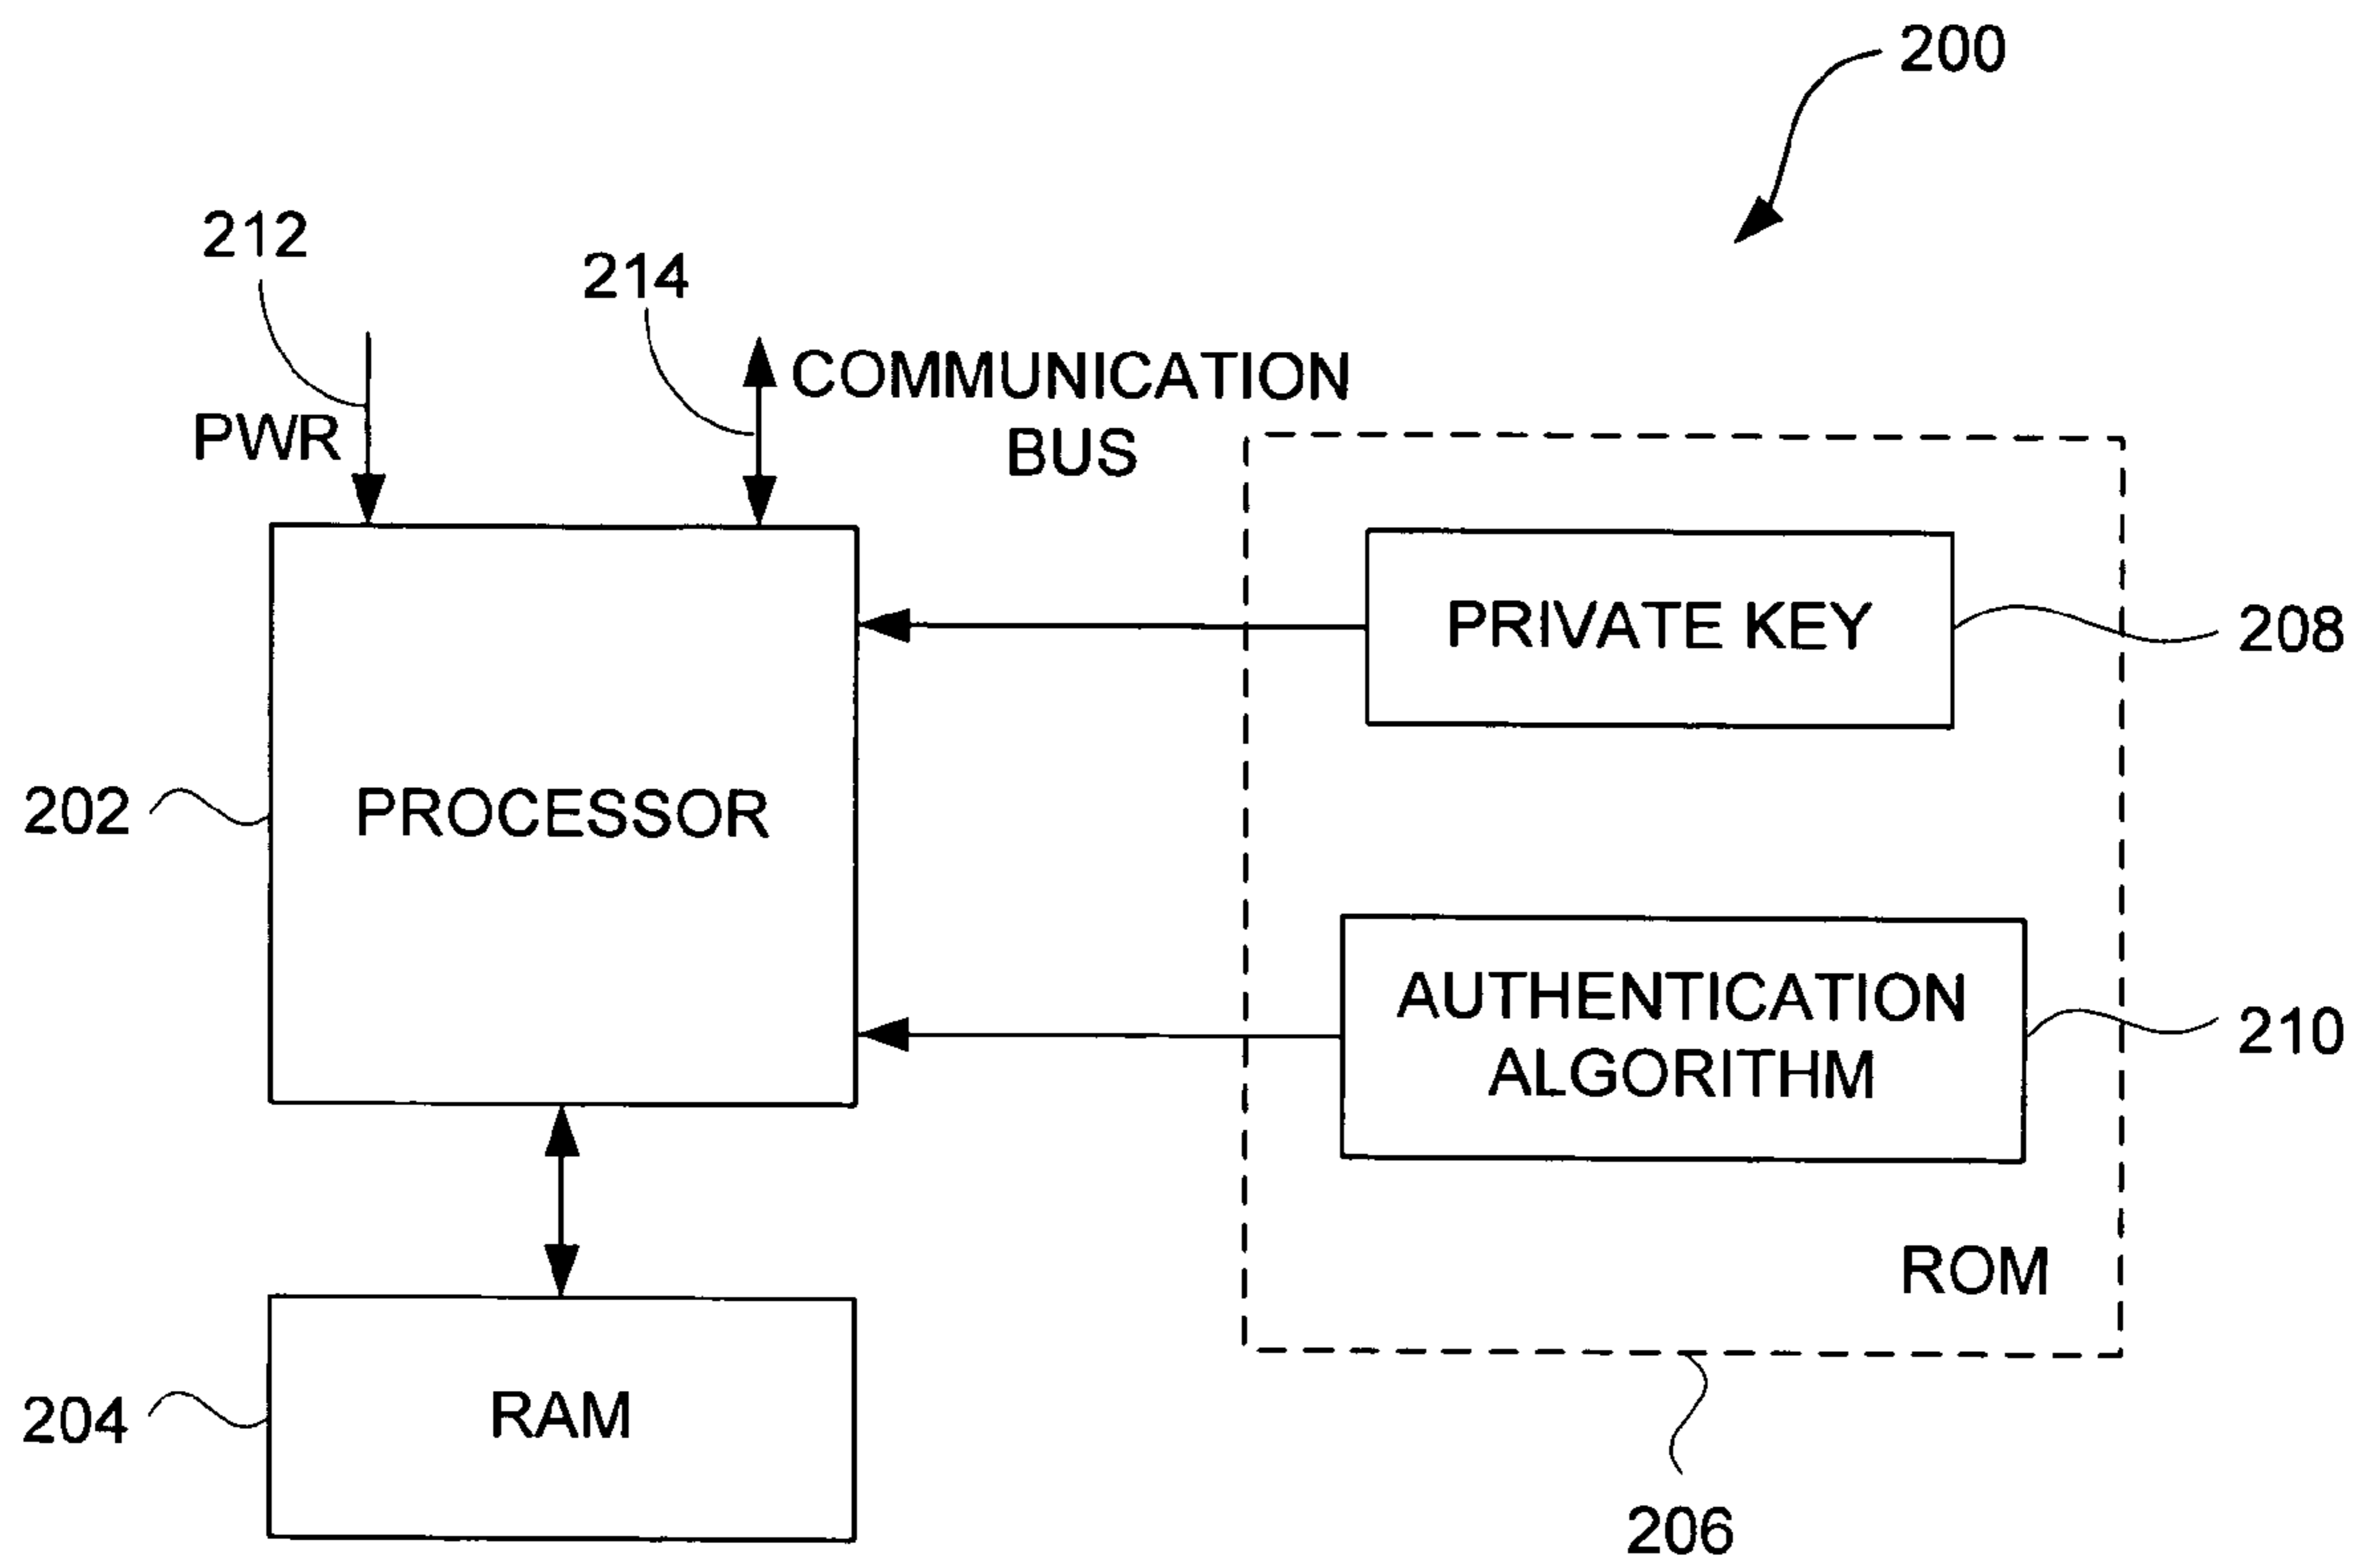 200
212
214
COMMUNICATION
BUS
PWR
PRIVATE KEY
208
202
PROCESSOR
AUTHENTICATION
ALGORITHM
210
ROM
204
RAM
206